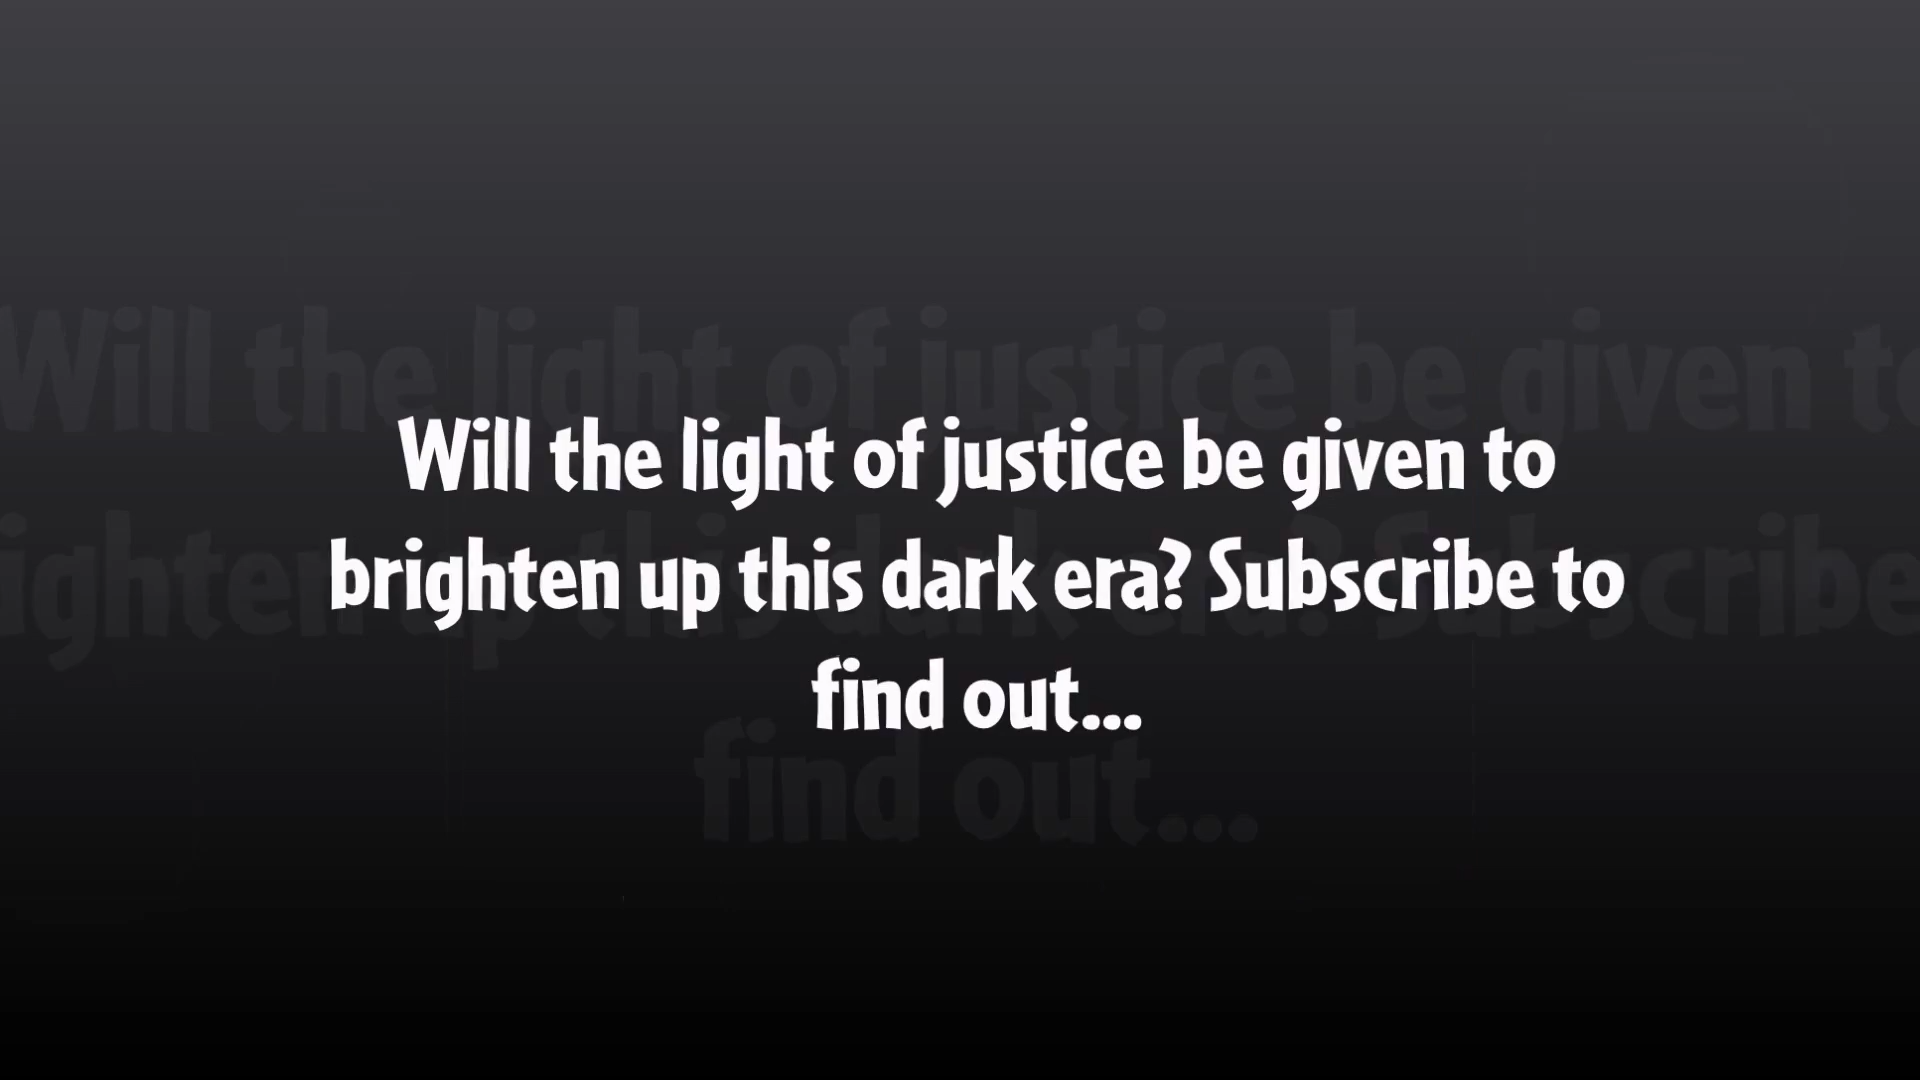 Will the light of justice be given to
brighten up this dark era? Subscribe to
find out...